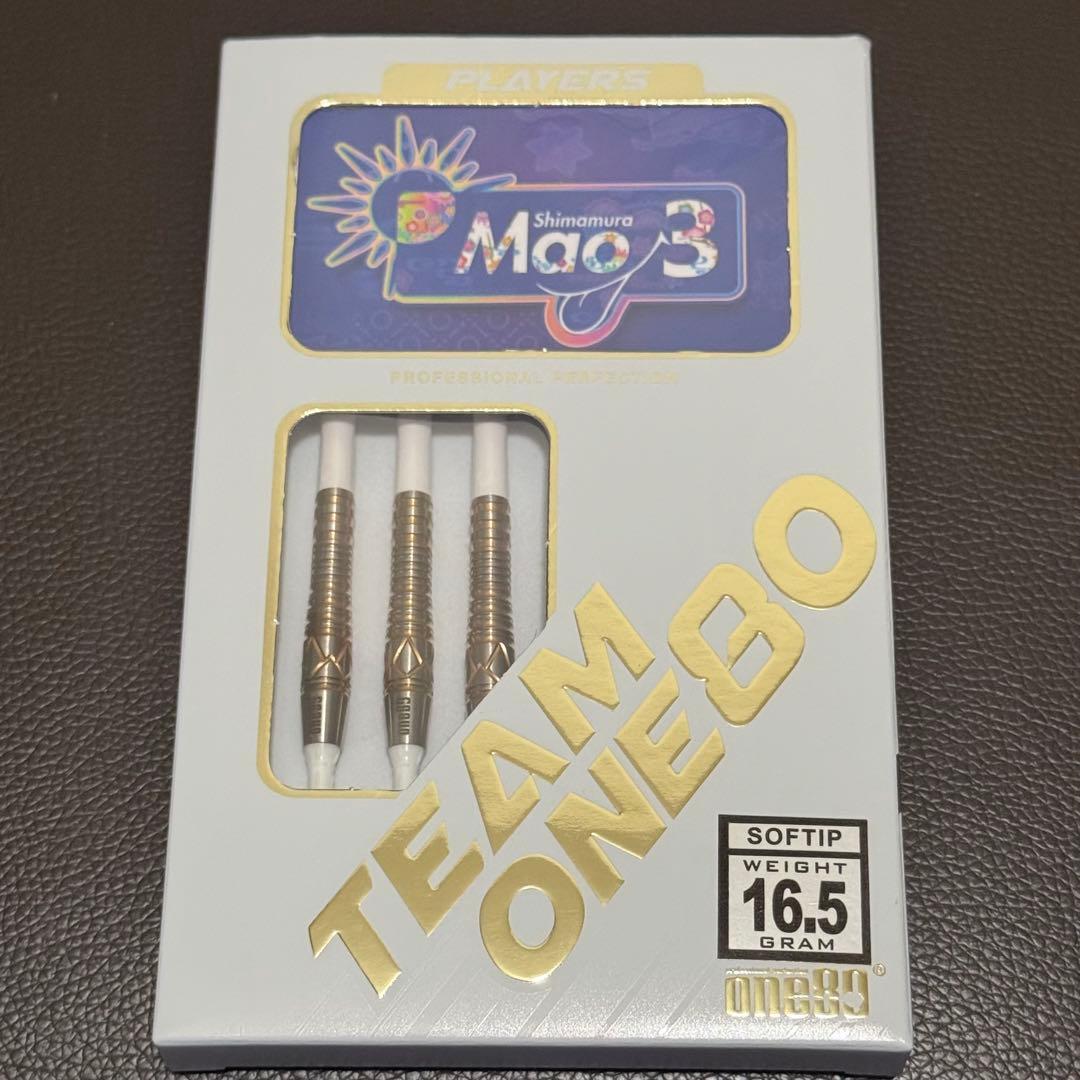 PLAYERS
Shimamura
Mao 3
PROFESSIONAL PERFECTION
TEAM
ONE80
SOFTIP
WEIGHT
16.5
GRAM
one80®